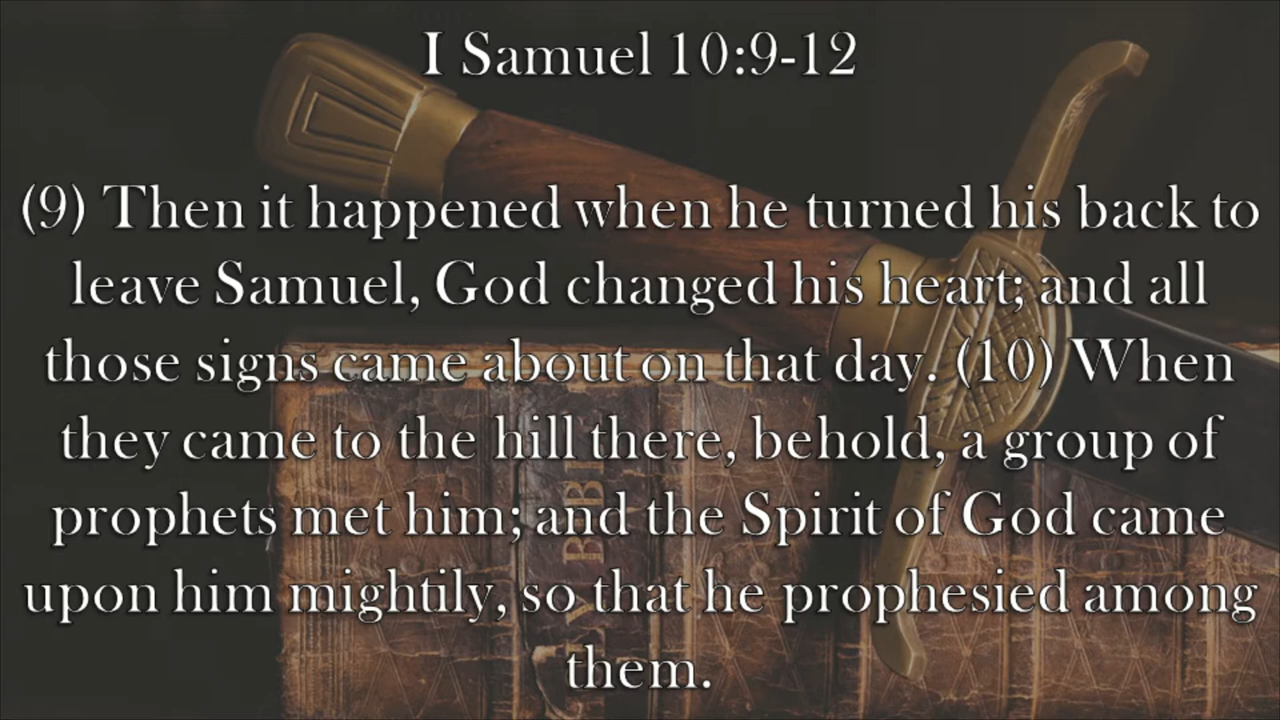 I Samuel 10:9-12
(9) Then it happened when he turned his back to
leave Samuel, God changed his heart; and all
those signs came about on that day. (10) When
they came to the hill there, behold, a group of
prophets met him; and the Spirit of God came
upon him mightily, so that he prophesied among
them.